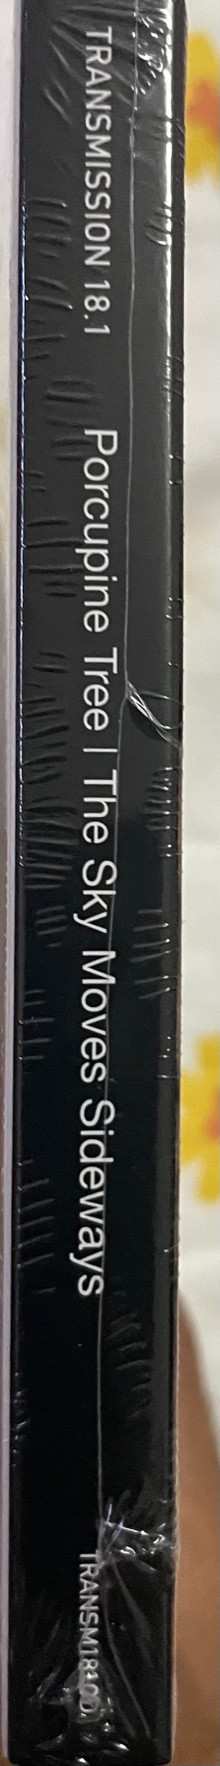 TRANSMISSION 18.1
Porcupine Tree | The Sky Moves Sideways